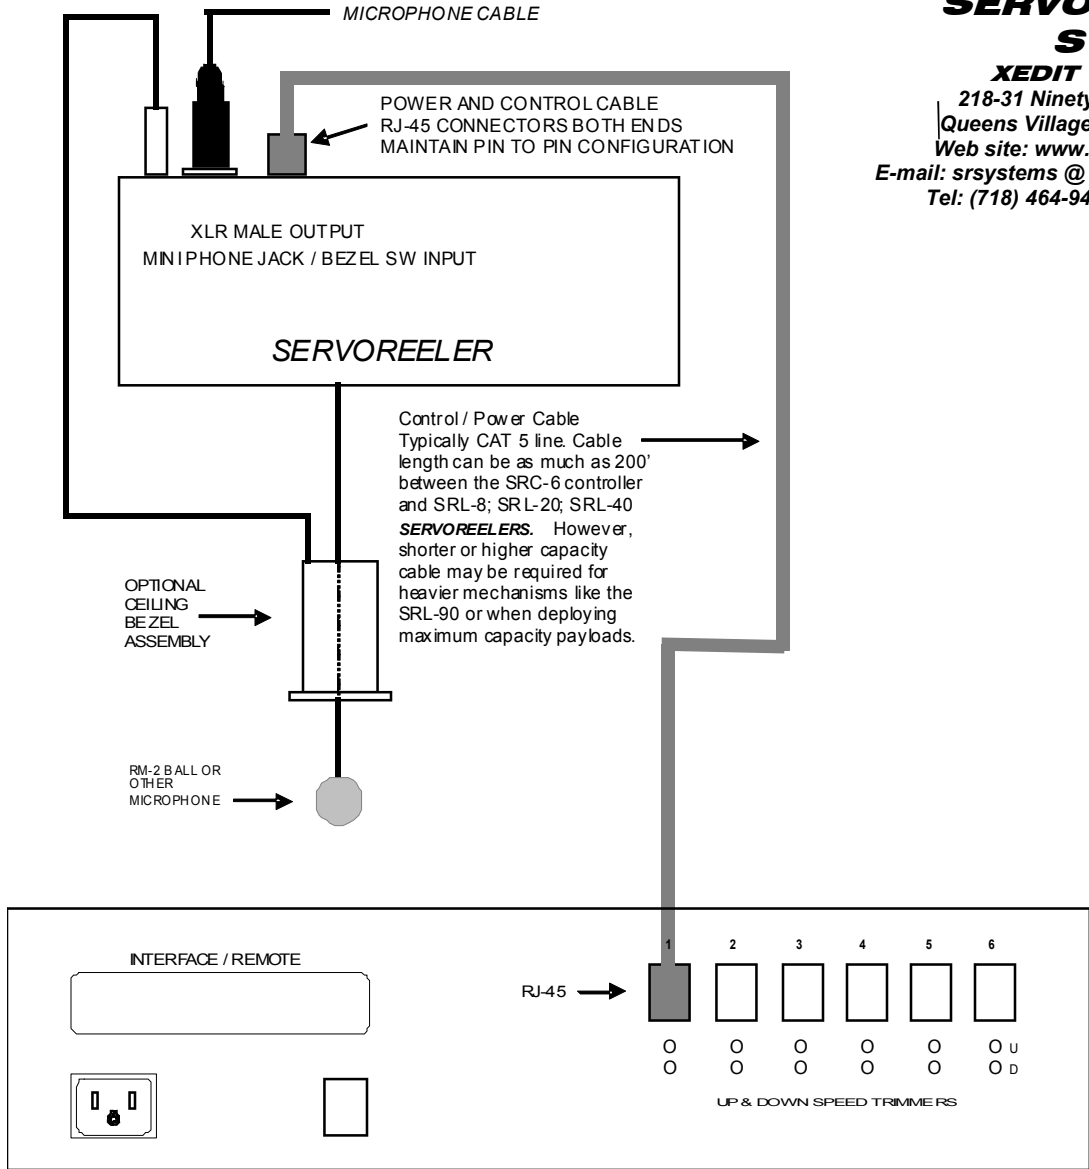 MICROPHONE CABLE
SERVO
S
XEDIT
218-31 Ninety
Queens Village
Web site: www.
E-mail: srsystems @
Tel: (718) 464-94
POWER AND CONTROL CABLE
RJ-45 CONNECTORS BOTH ENDS
MAINTAIN PIN TO PIN CONFIGURATION
XLR MALE OUTPUT
MINI PHONE JACK / BEZEL SW INPUT
SERVOREELER
Control / Power Cable
Typically CAT 5 line. Cable
length can be as much as 200'
between the SRC-6 controller
and SRL-8; SRL-20; SRL-40
SERVOREELERS. However,
shorter or higher capacity
cable may be required for
heavier mechanisms like the
SRL-90 or when deploying
maximum capacity payloads.
OPTIONAL
CEILING
BEZEL
ASSEMBLY
RM-2 BALL OR
OTHER
MICROPHONE
INTERFACE / REMOTE
1 2 3 4 5 6
RJ-45
O O O O O O U
O O O O O O D
UP & DOWN SPEED TRIMMERS